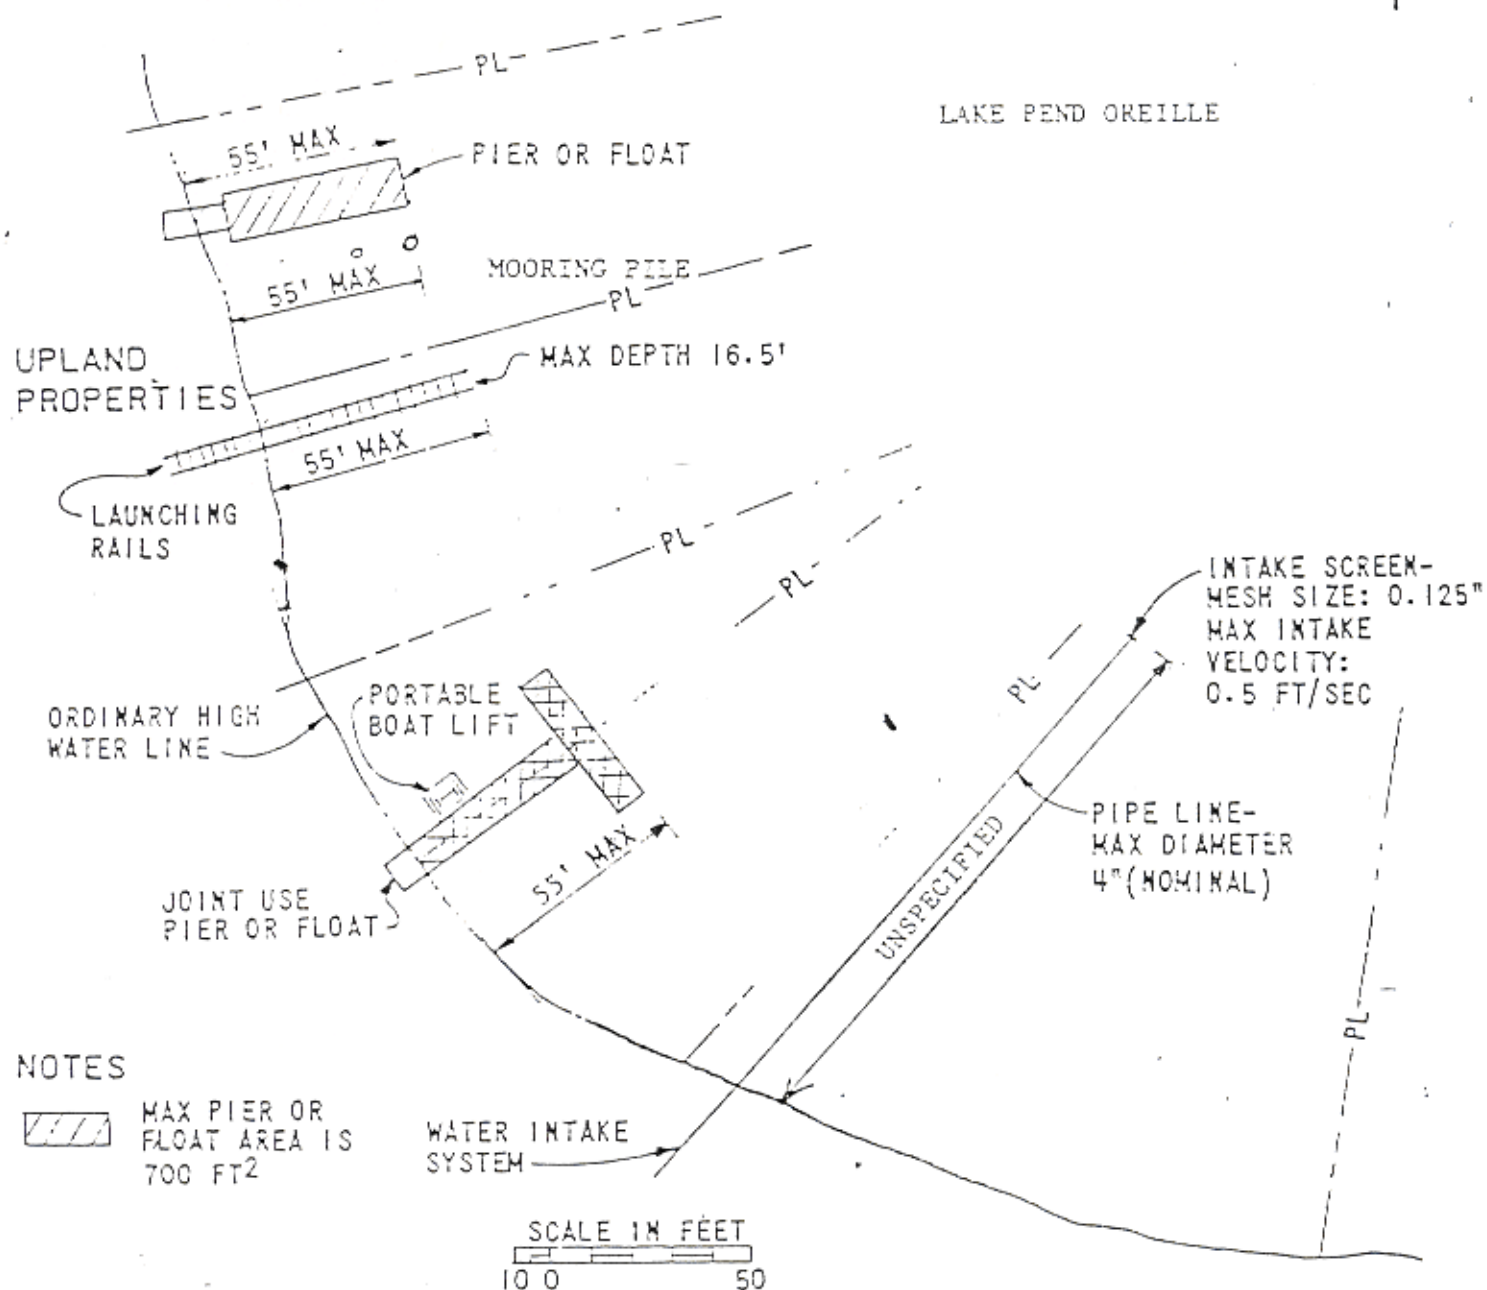 PL
LAKE PEND OREILLE
55' MAX
PIER OR FLOAT
MOORING PILE
55' MAX
PL
UPLAND
PROPERTIES
MAX DEPTH 16.5'
55' MAX
LAUNCHING
RAILS
PL
PL
INTAKE SCREEN-
MESH SIZE: 0.125"
MAX INTAKE
VELOCITY:
0.5 FT/SEC
PL
ORDINARY HIGH
WATER LINE
PORTABLE
BOAT LIFT
PIPE LINE-
MAX DIAMETER
4"(NOMINAL)
UNSPECIFIED
55' MAX
JOINT USE
PIER OR FLOAT
PL
NOTES
MAX PIER OR
FLOAT AREA IS
700 FT2
WATER INTAKE
SYSTEM
SCALE IN FEET
10 0 50